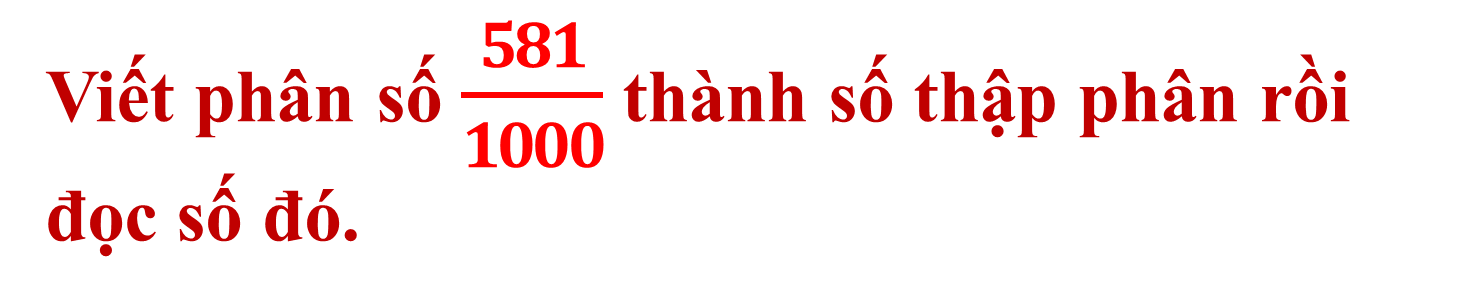 Viết phân số 581/1000 thành số thập phân rồi
đọc số đó.